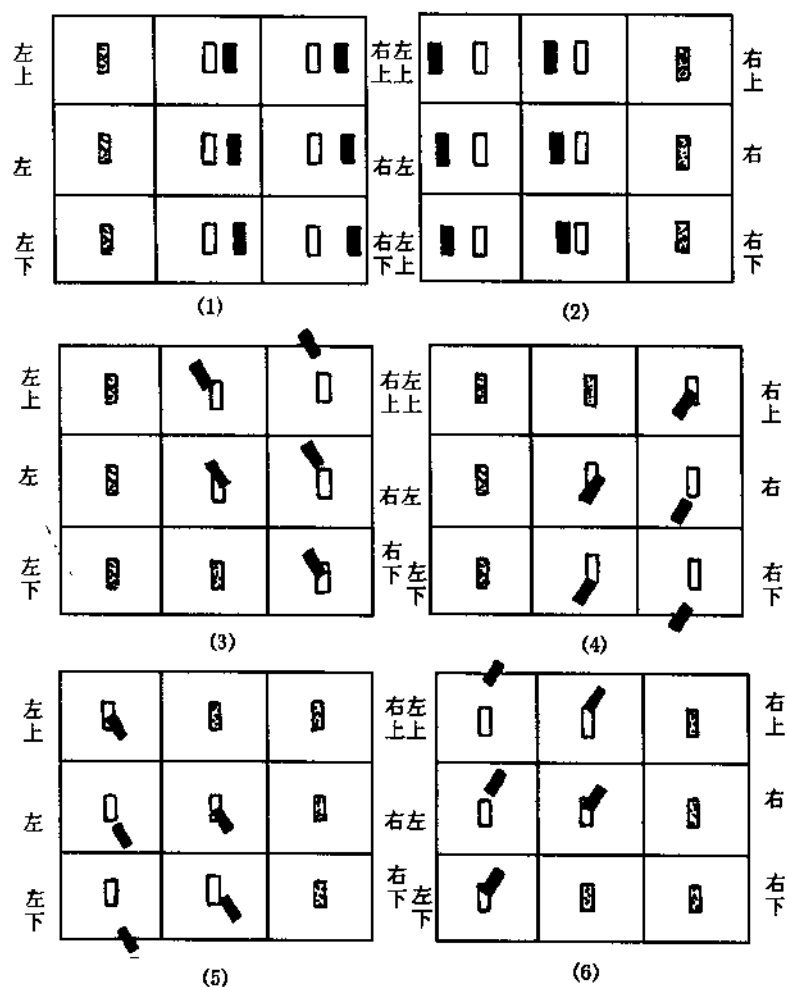 左上 右上 左上 右上
左 右 左 右
左下 右下 左上 右下
(1) (2)
左上 右上 左上 右上
左 右 左 右
左下 右下 左下 右下
(3) (4)
左上 右上 左上 右上
左 右 左 右
左下 右下 左下 右下
(5) (6)